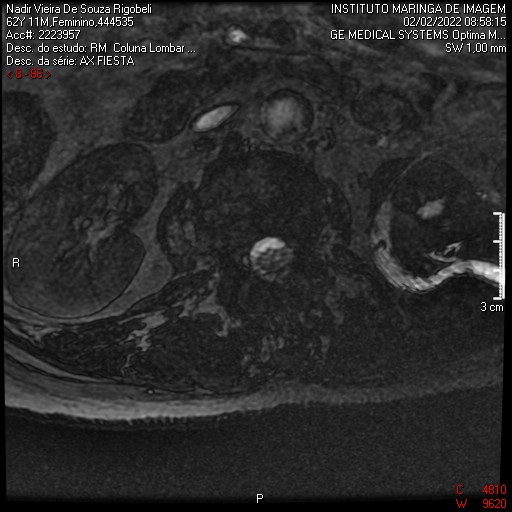 Nadir Vieira De Souza Rigobeli
62Y 11M,Feminino,444535
Acc#: 2223957
Desc. do estudo: RM Coluna Lombar ...
Desc. da série: AX FIESTA
< 8 - 86 >
INSTITUTO MARINGA DE IMAGEM
02/02/2022 08:58:15
GE MEDICAL SYSTEMS Optima M...
SW 1,00 mm
R
3 cm
P
C 4810
W 9620